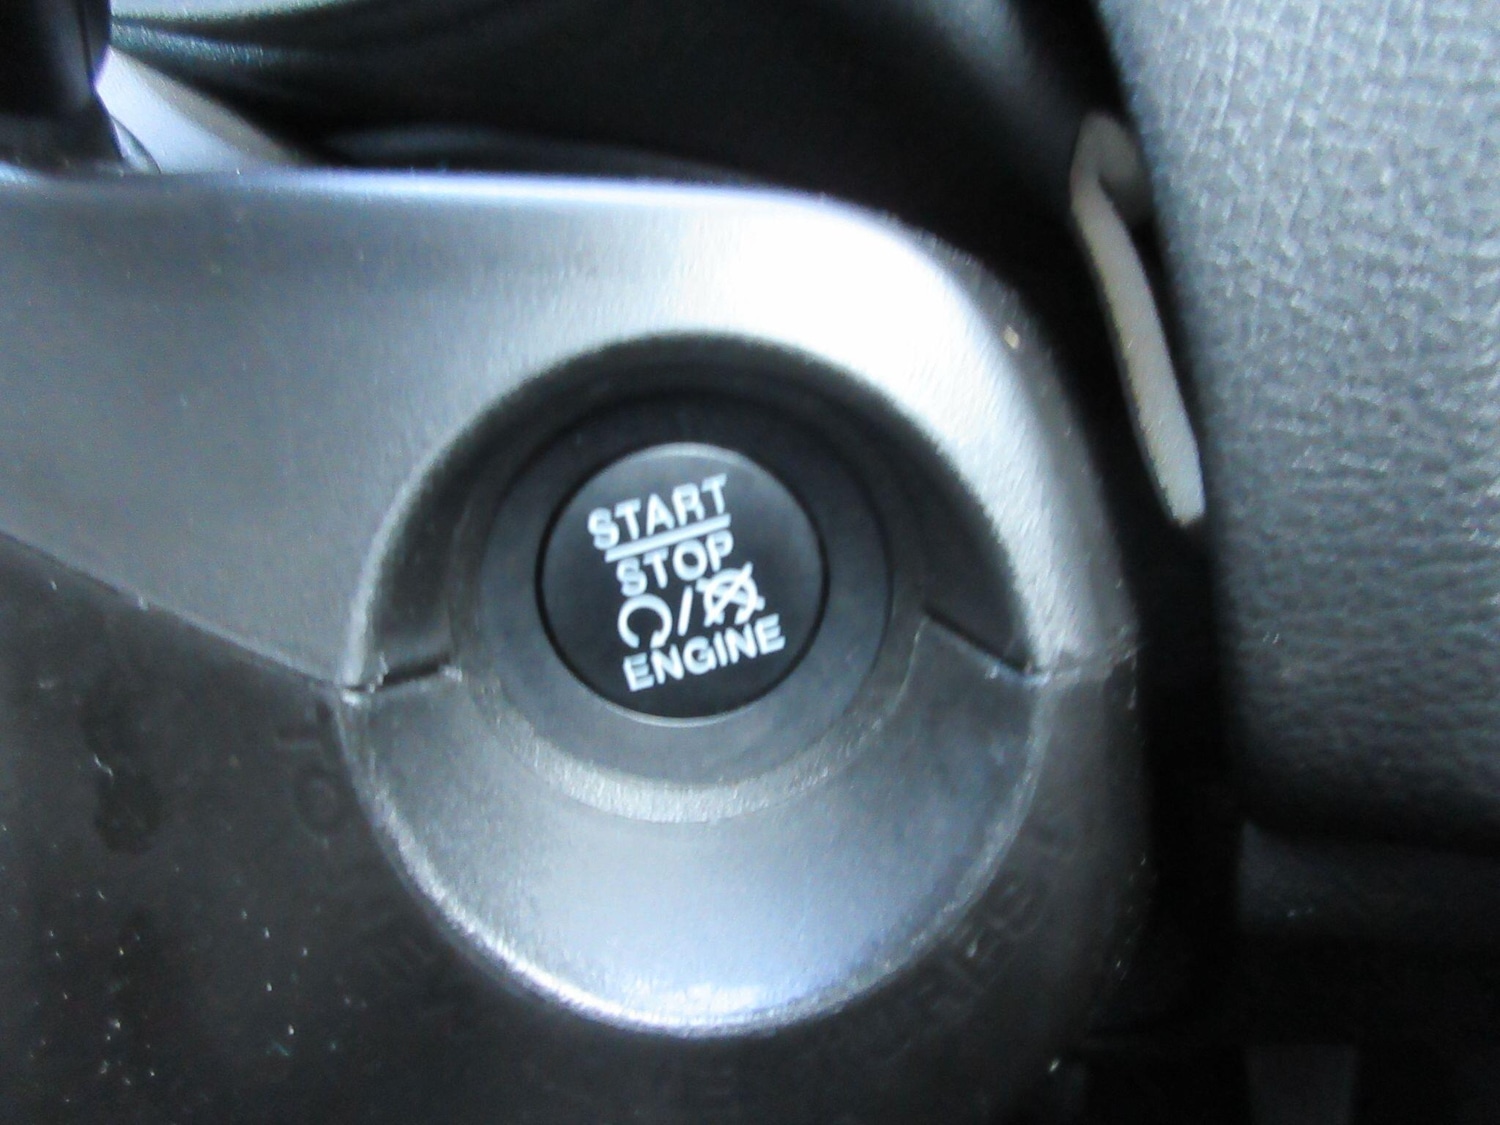 START
STOP
/
ENGINE